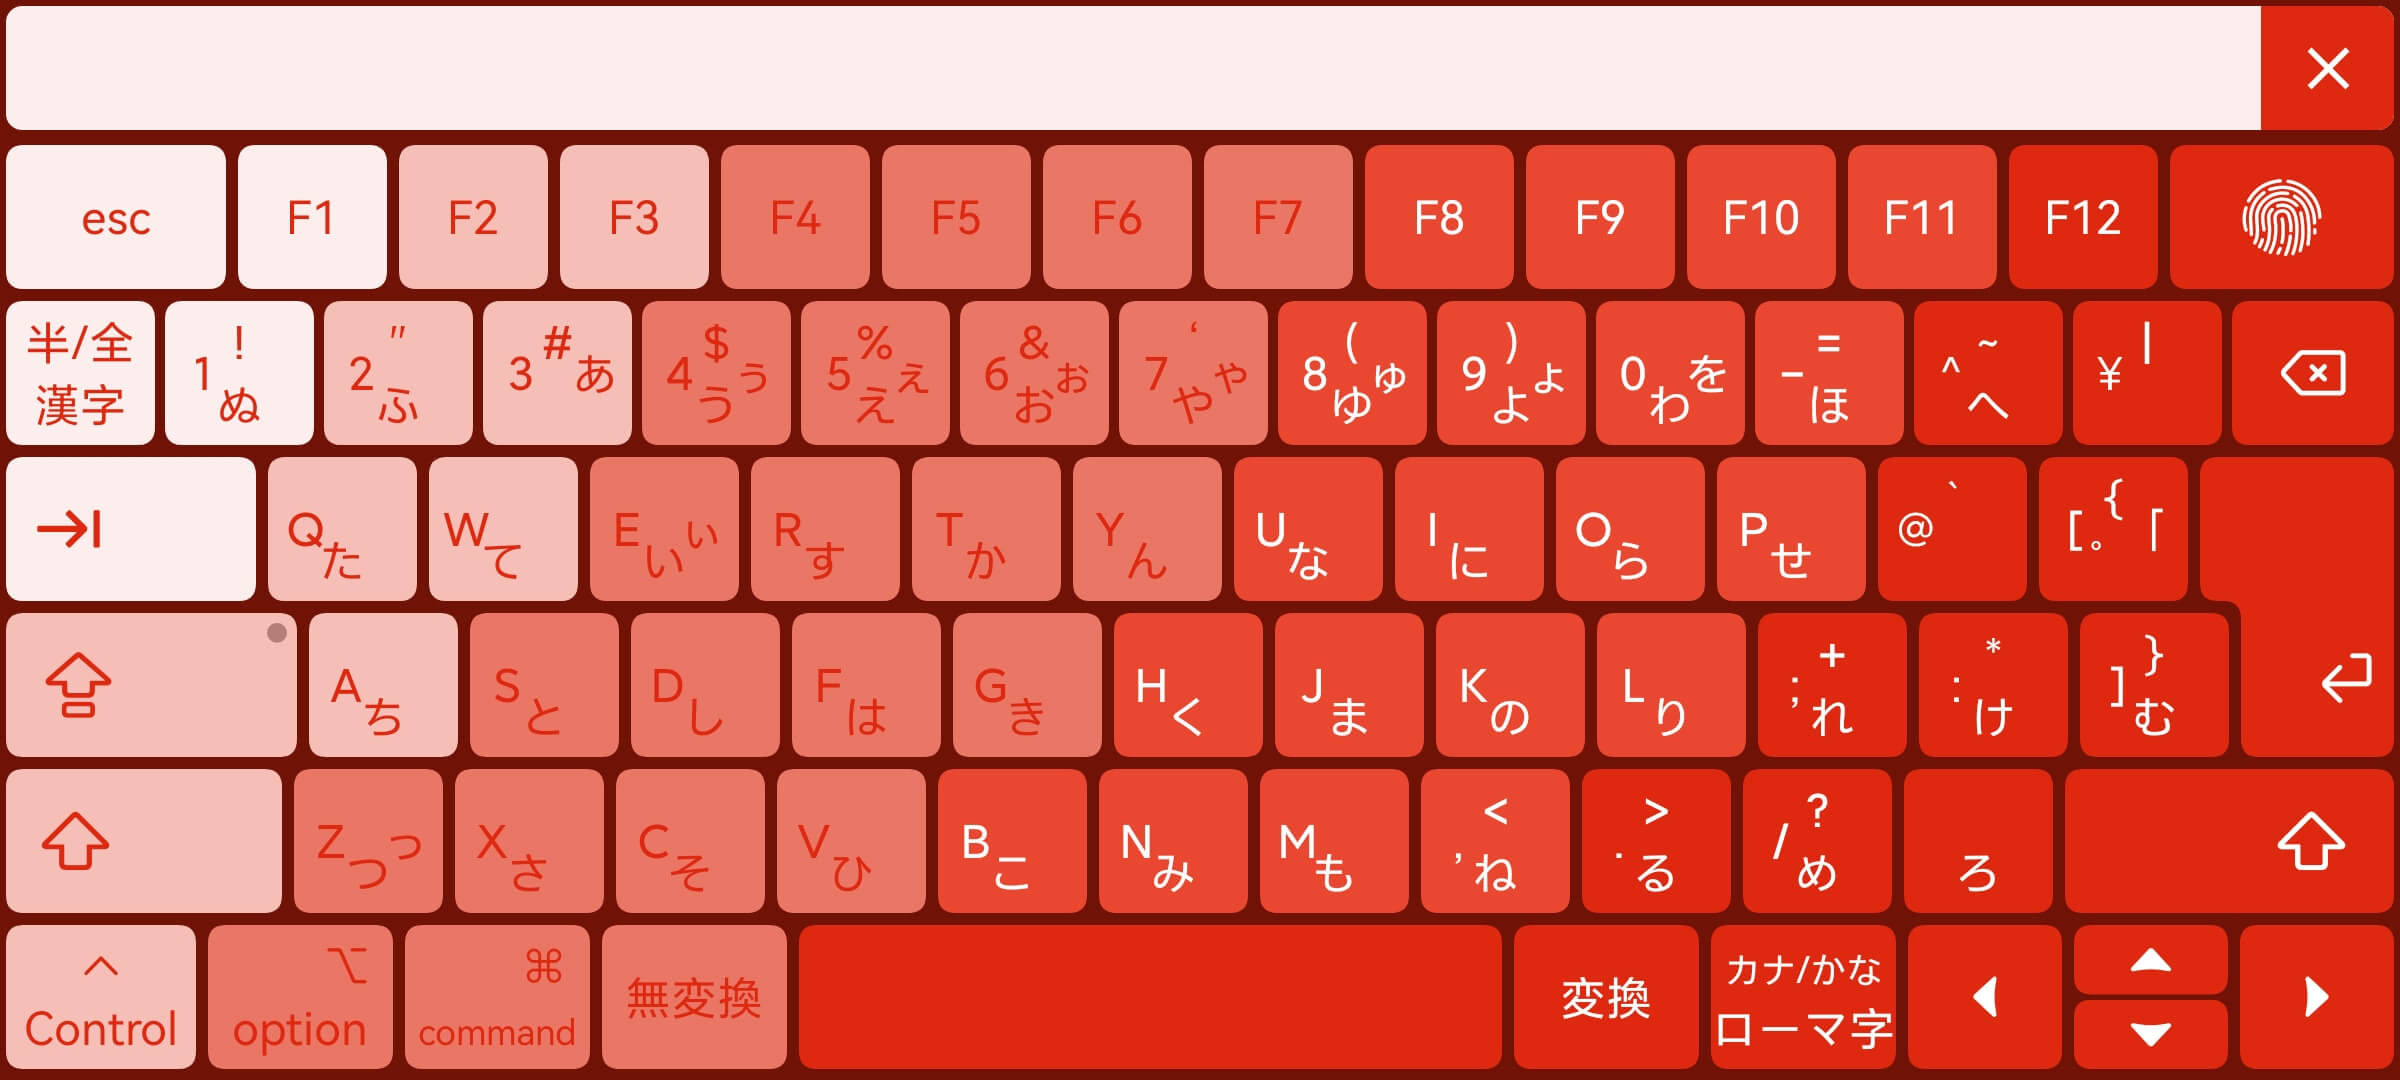 esc F1 F2 F3 F4 F5 F6 F7 F8 F9 F10 F11 F12
半/全 漢字 1 ! ぬ 2 " ふ 3 # あ 4 $ う ぅ 5 % え ぇ 6 & お ぉ 7 ‘ や ゃ 8 ( ゆ ゅ 9 ) よ ょ 0 わ を - = ほ ^ ~ へ ¥ |
Q た W て E い ぃ R す T か Y ん U な I に O ら P せ @ ` [ { 。 「
A ち S と D し F は G き H く J ま K の L り ; + れ : * け ] } む
Z つ っ X さ C そ V ひ B こ N み M も , < ね . > る / ? め ろ
^ Control ⌥ option ⌘ command 無変換 変換 カナ/かな ローマ字